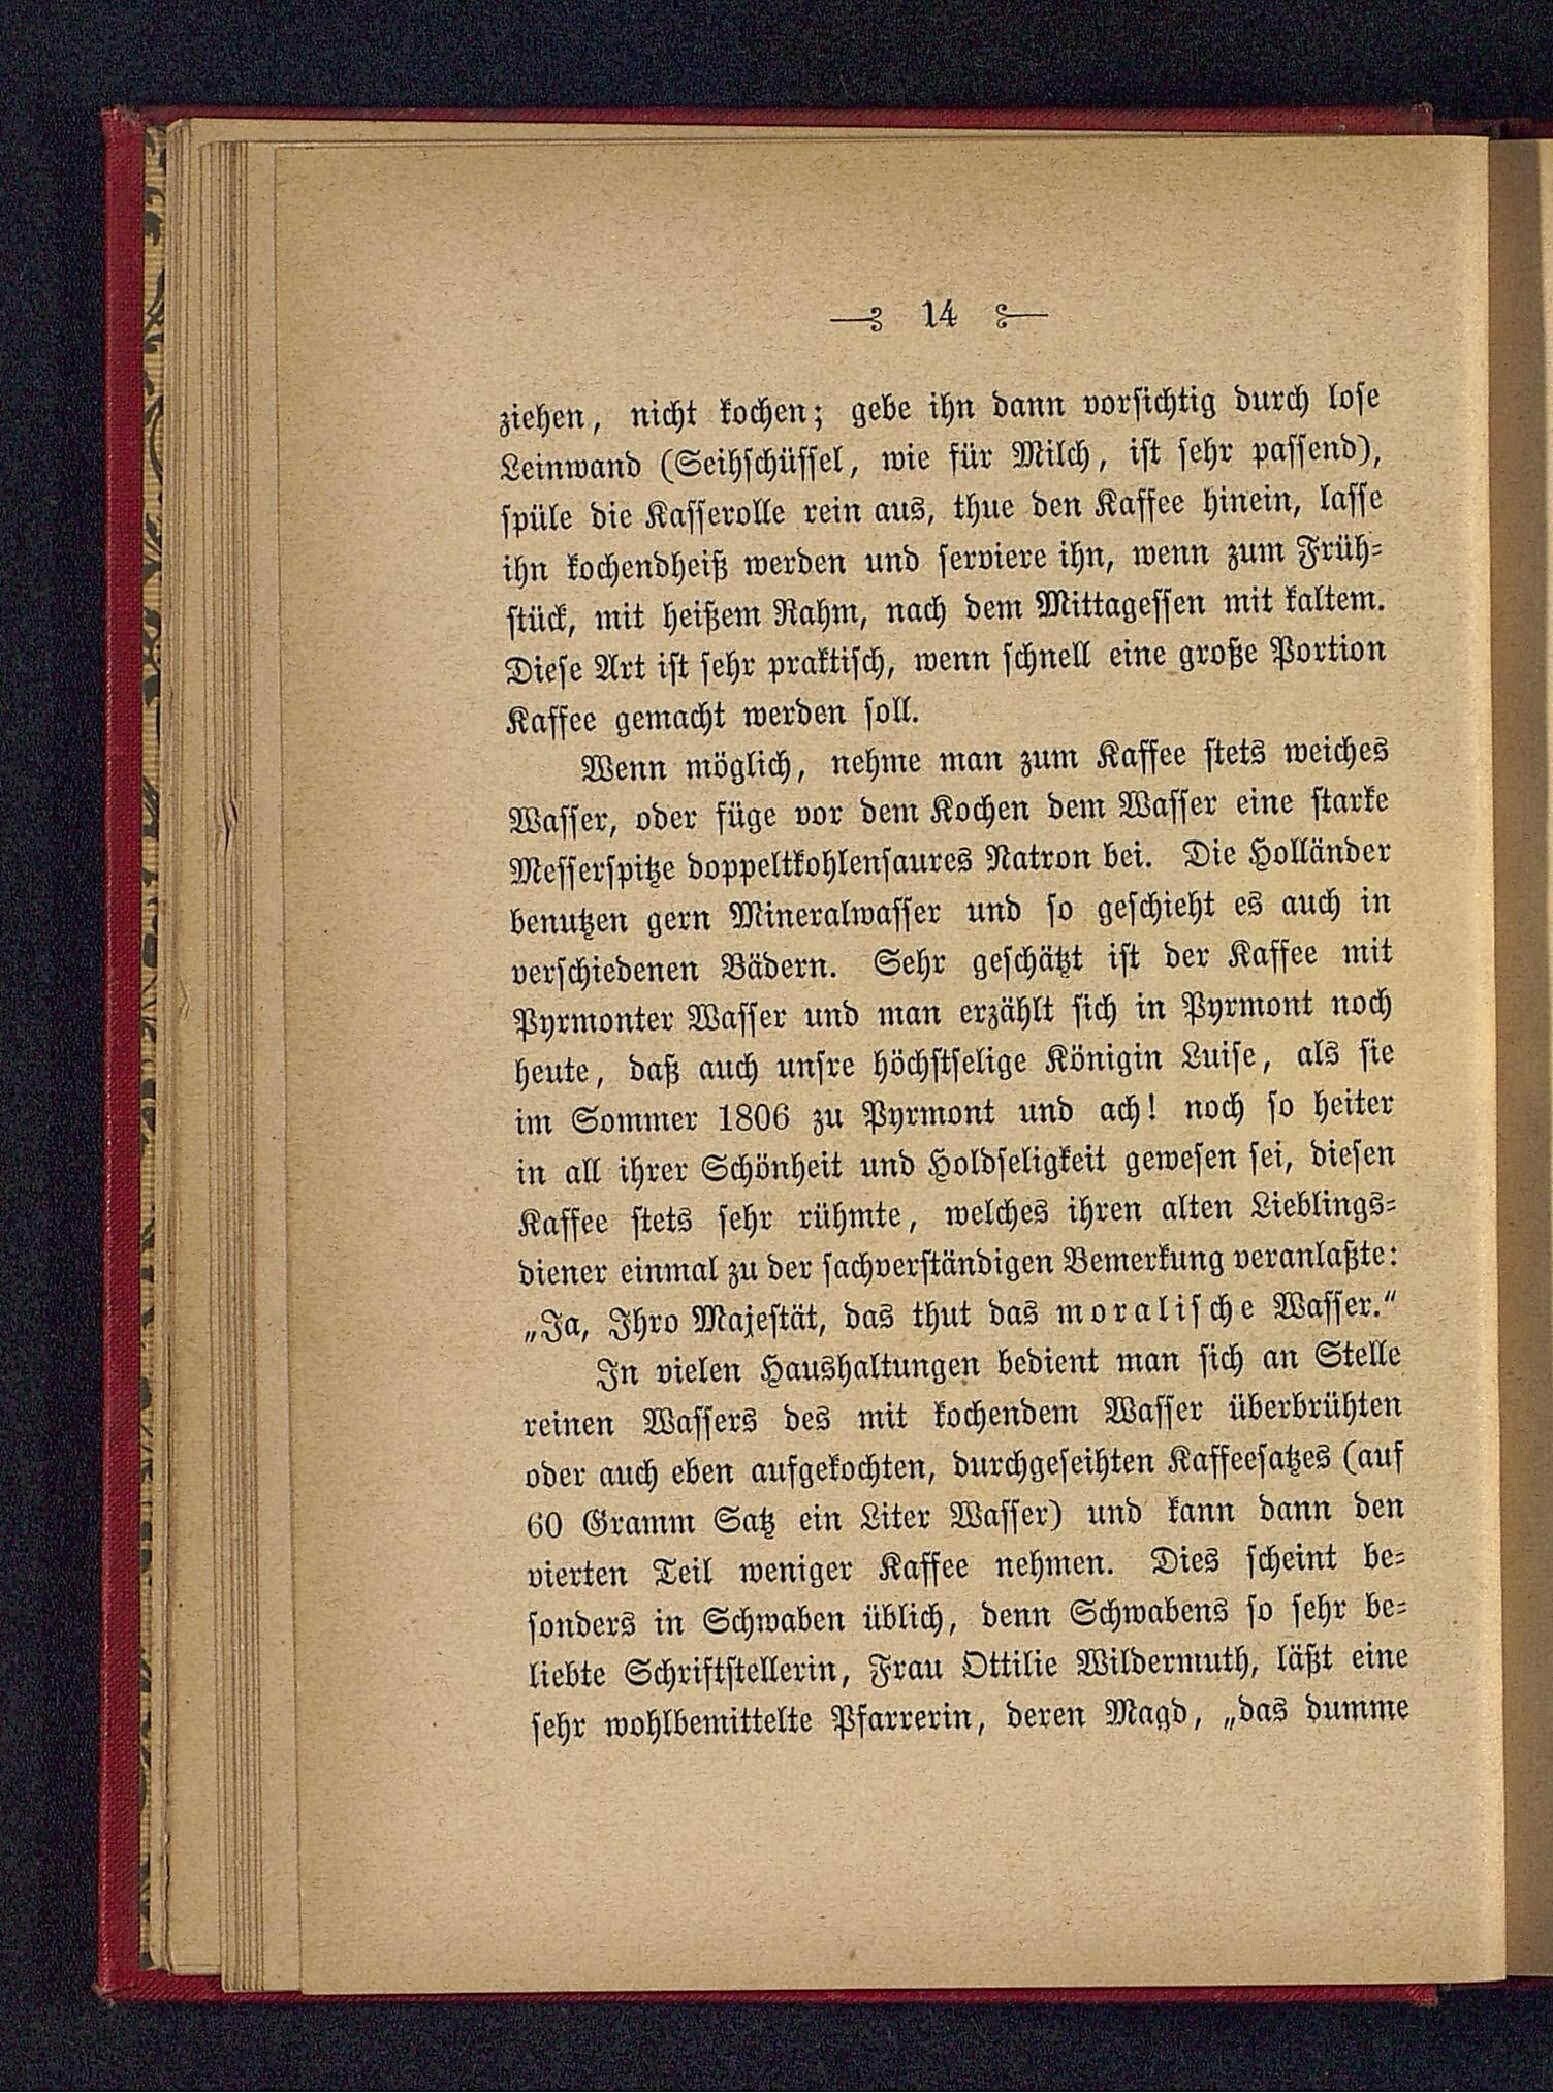 14
ziehen, nicht kochen; gebe ihn dann vorsichtig durch lose
Leinwand (Seihschüssel, wie für Milch, ist sehr passend),
spüle die Kasserolle rein aus, thue den Kaffee hinein, lasse
ihn kochendheiß werden und serviere ihn, wenn zum Früh-
stück, mit heißem Rahm, nach dem Mittagessen mit kaltem.
Diese Art ist sehr praktisch, wenn schnell eine große Portion
Kaffee gemacht werden soll.
Wenn möglich, nehme man zum Kaffee stets weiches
Wasser, oder füge vor dem Kochen dem Wasser eine starke
Messerspitze doppeltkohlensaures Natron bei. Die Holländer
benutzen gern Mineralwasser und so geschieht es auch in
verschiedenen Bädern. Sehr geschätzt ist der Kaffee mit
Pyrmonter Wasser und man erzählt sich in Pyrmont noch
heute, daß auch unsre höchstselige Königin Luise, als sie
im Sommer 1806 zu Pyrmont und ach! noch so heiter
in all ihrer Schönheit und Holdseligkeit gewesen sei, diesen
Kaffee stets sehr rühmte, welches ihren alten Lieblings-
diener einmal zu der sachverständigen Bemerkung veranlaßte:
„Ja, Ihro Majestät, das thut das moralische Wasser.“
In vielen Haushaltungen bedient man sich an Stelle
reinen Wassers des mit kochendem Wasser überbrühten
oder auch eben aufgekochten, durchgeseihten Kaffeesatzes (auf
60 Gramm Satz ein Liter Wasser) und kann dann den
vierten Teil weniger Kaffee nehmen. Dies scheint be-
sonders in Schwaben üblich, denn Schwabens so sehr be-
liebte Schriftstellerin, Frau Ottilie Wildermuth, läßt eine
sehr wohlbemittelte Pfarrerin, deren Magd, „das dumme